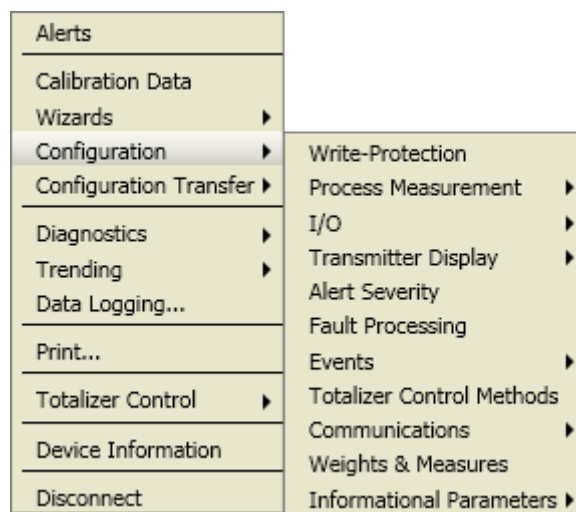 Alerts
Calibration Data
Wizards
Configuration
Configuration Transfer
Diagnostics
Trending
Data Logging...
Print...
Totalizer Control
Device Information
Disconnect
Write-Protection
Process Measurement
I/O
Transmitter Display
Alert Severity
Fault Processing
Events
Totalizer Control Methods
Communications
Weights & Measures
Informational Parameters